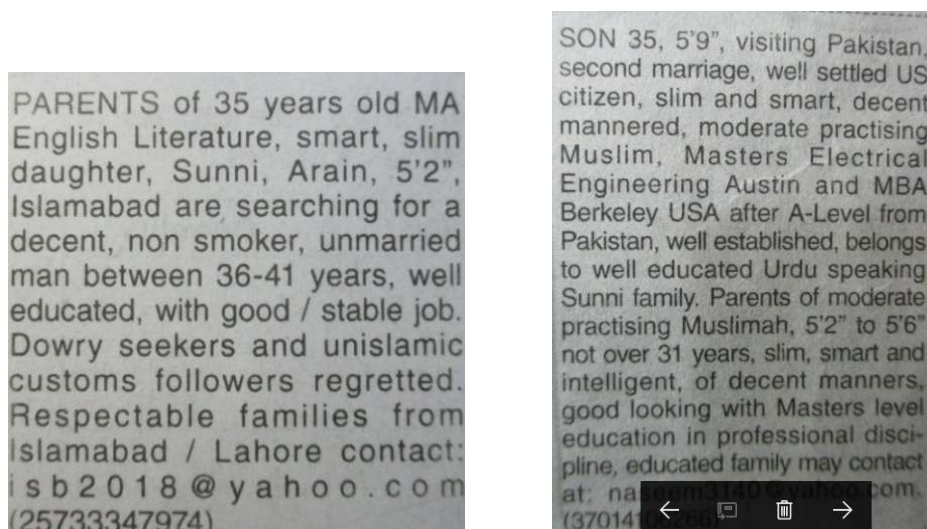 PARENTS of 35 years old MA
English Literature, smart, slim
daughter, Sunni, Arain, 5'2",
Islamabad are searching for a
decent, non smoker, unmarried
man between 36-41 years, well
educated, with good / stable job.
Dowry seekers and unislamic
customs followers regretted.
Respectable families from
Islamabad / Lahore contact:
isb2018@yahoo.com
(25733347974)
SON 35, 5'9", visiting Pakistan,
second marriage, well settled US
citizen, slim and smart, decent
mannered, moderate practising
Muslim, Masters Electrical
Engineering Austin and MBA
Berkeley USA after A-Level from
Pakistan, well established, belongs
to well educated Urdu speaking
Sunni family. Parents of moderate
practising Muslimah, 5'2" to 5'6"
not over 31 years, slim, smart and
intelligent, of decent manners,
good looking with Masters level
education in professional disci-
pline, educated family may contact
at: naseem3140@yahoo.com.